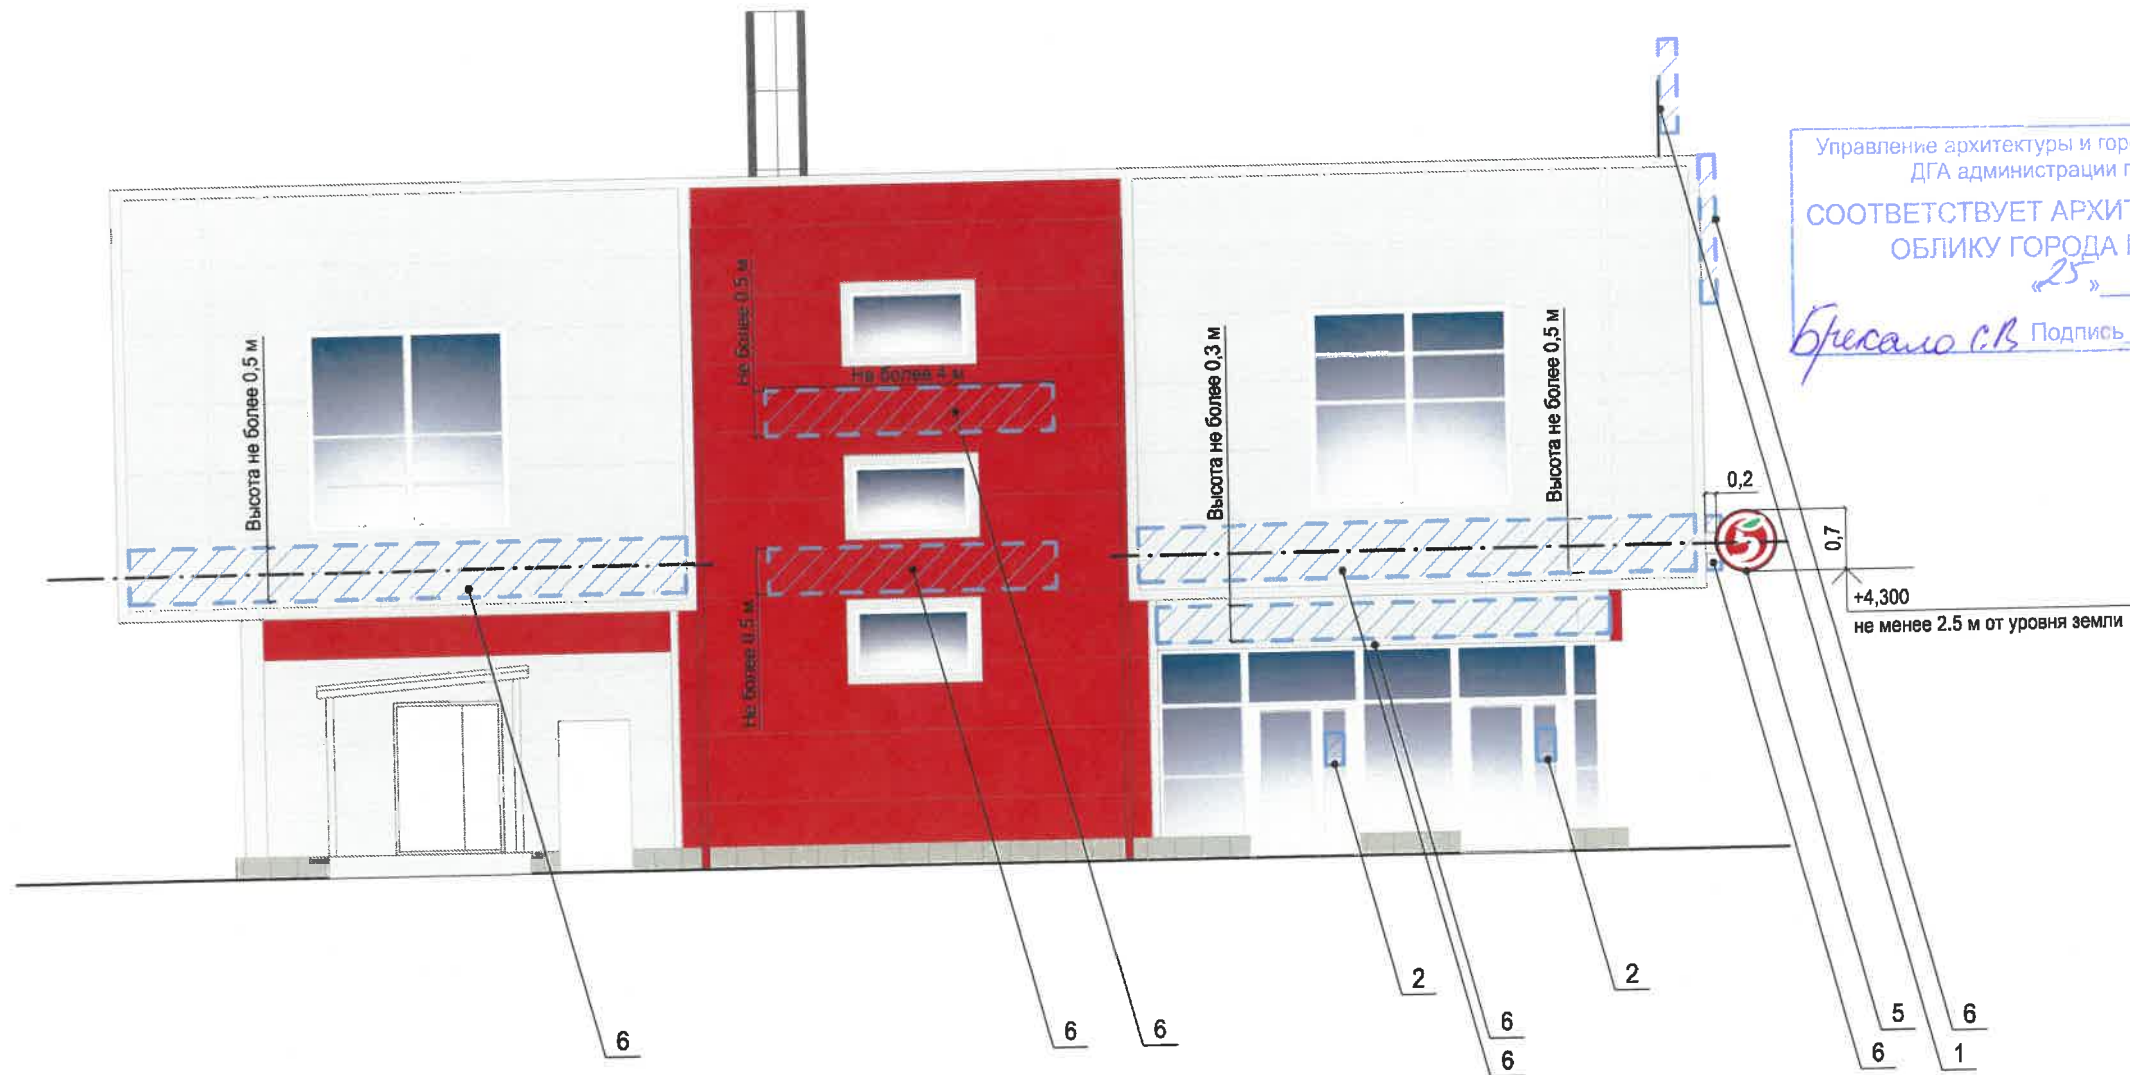 Управление архитектуры и гор
ДГА администрации г
СООТВЕТСТВУЕТ АРХИТ
ОБЛИКУ ГОРОДА
«25»
Брекало С.В Подпись
Высота не более 0,5 м
Не более 0.5 м
Не более 4 м
Не более 0.5 м
Высота не более 0,3 м
Высота не более 0,5 м
0,2
5
0,7
+4,300
не менее 2.5 м от уровня земли
2
2
6
6
6
6
6
5
6
6
1